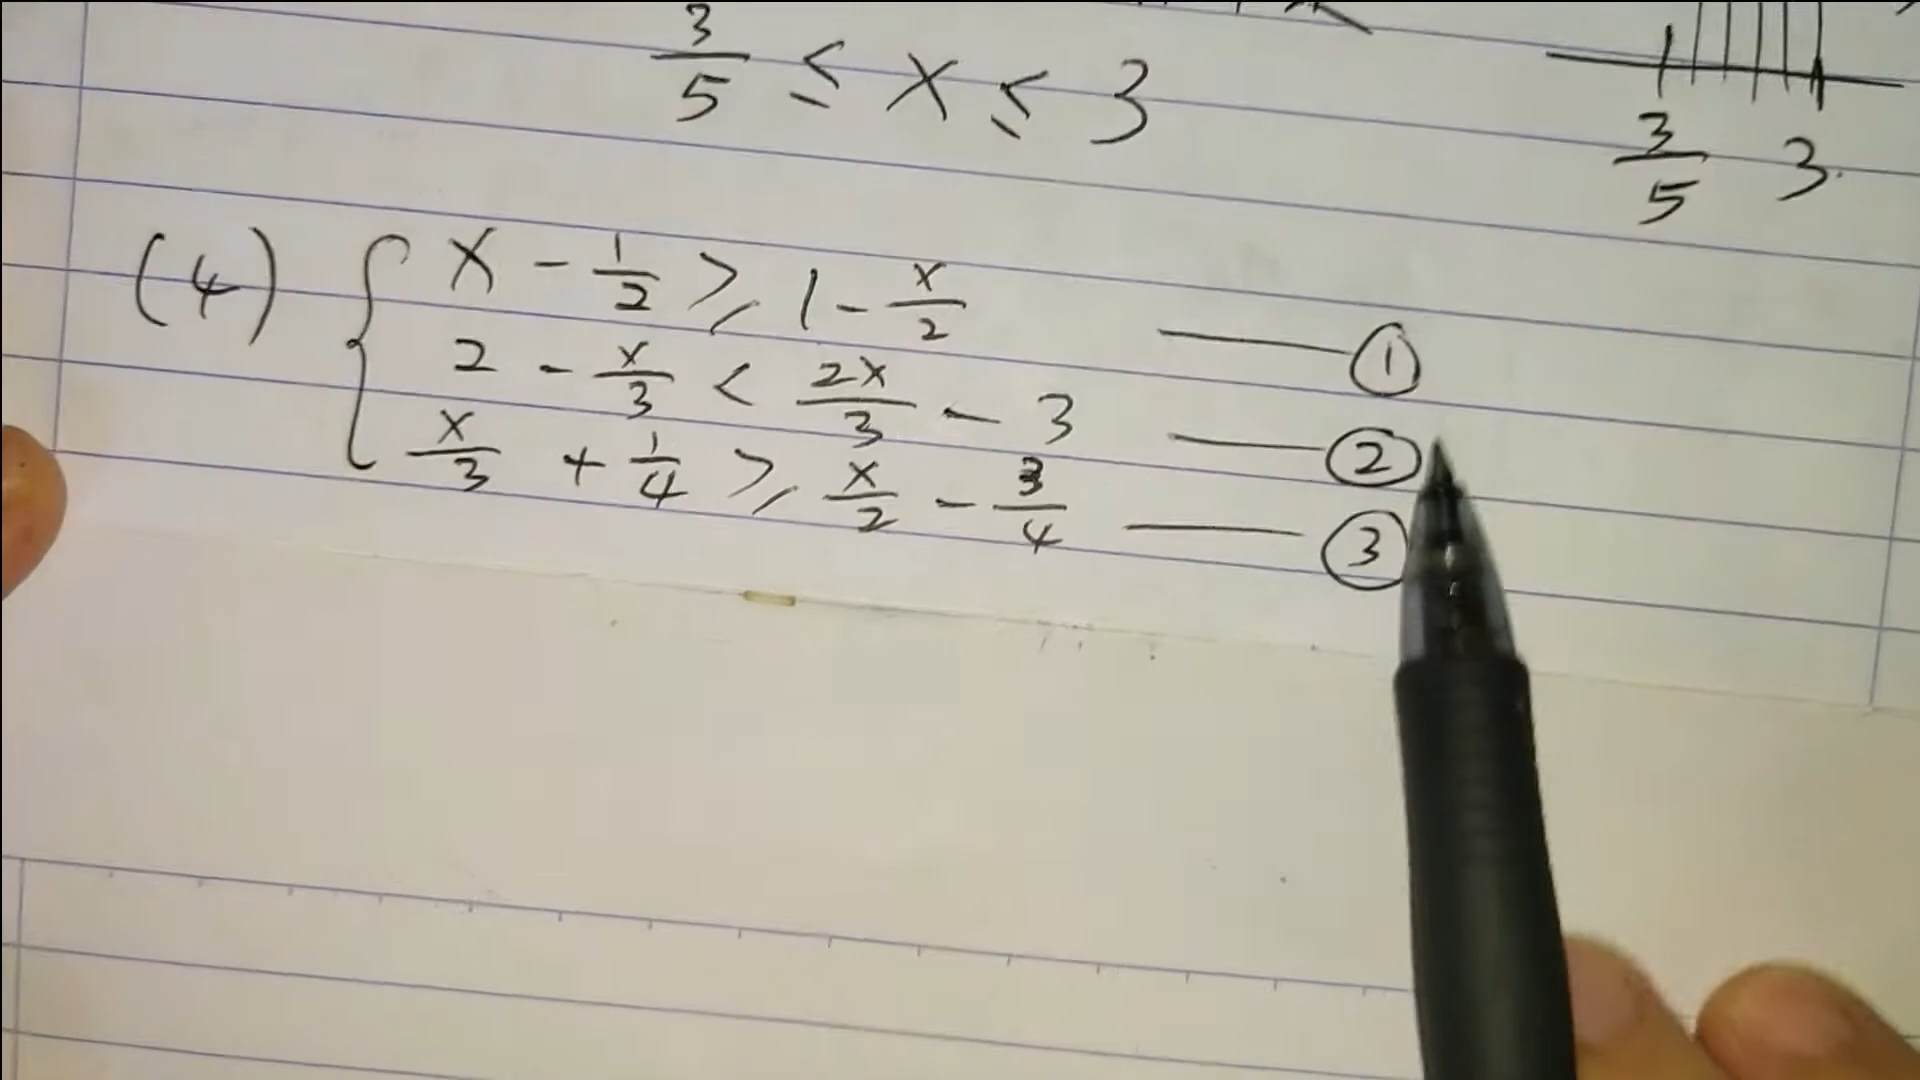 3/5 ≤ x ≤ 3
3/5 3
(4) { x - 1/2 ≥ 1 - x/2 —— ①
2 - x/3 < 2x/3 - 3 —— ②
x/3 + 1/4 ≥ x/2 - 3/4 —— ③